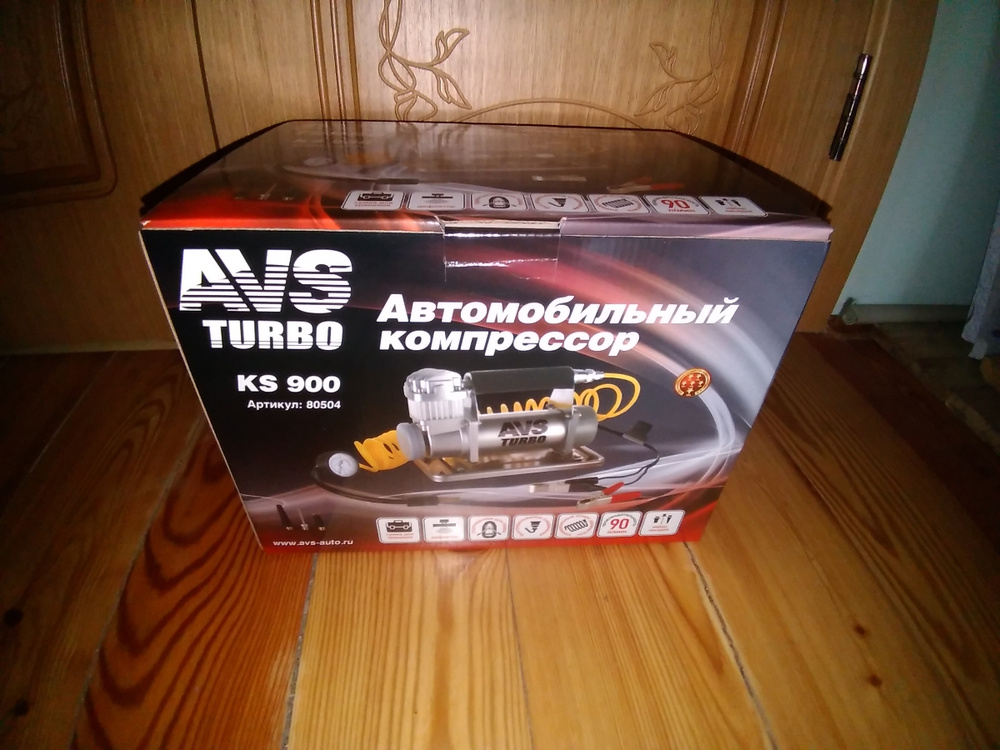 90
AVS
TURBO
KS 900
Артикул: 80504
Автомобильный
компрессор
AVS
TURBO
90
www.avs-auto.ru